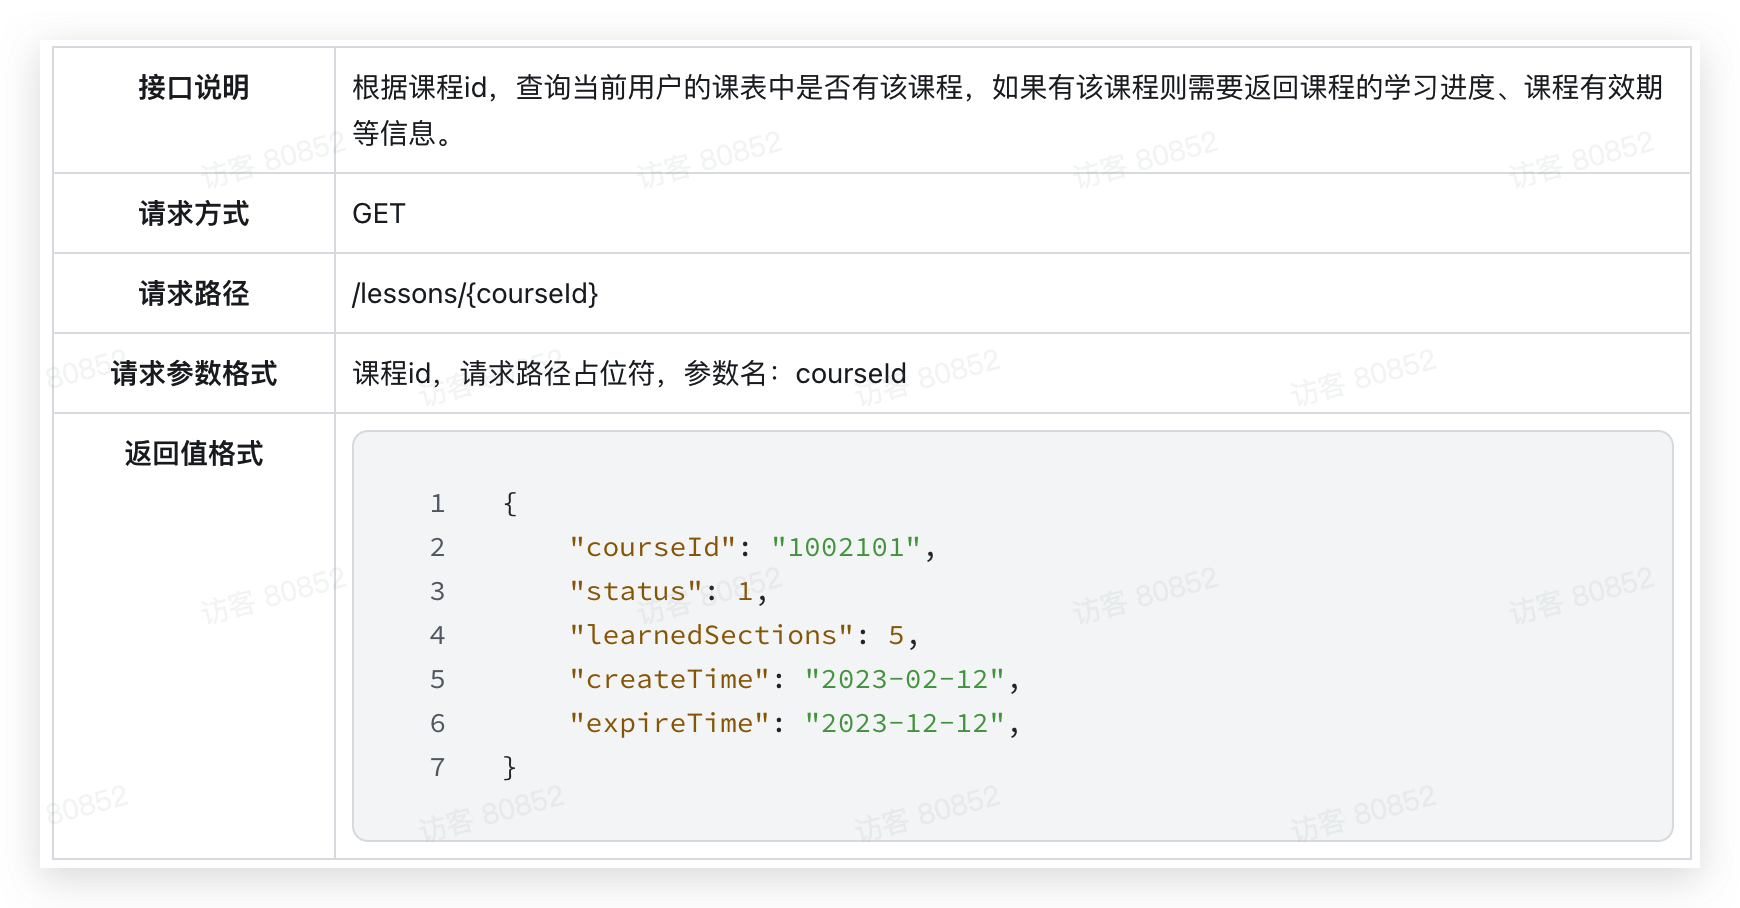 接口说明
根据课程id，查询当前用户的课表中是否有该课程，如果有该课程则需要返回课程的学习进度、课程有效期
等信息。
请求方式
GET
请求路径
/lessons/{courseId}
请求参数格式
课程id，请求路径占位符，参数名：courseId
返回值格式
1 {
2 "courseId": "1002101",
3 "status": 1,
4 "learnedSections": 5,
5 "createTime": "2023-02-12",
6 "expireTime": "2023-12-12",
7 }
访客 80852
访客 80852
访客 80852
访客 80852
80852
访客 80852
访客 80852
访客 80852
访客 80852
访客 80852
访客 80852
访客 80852
80852
访客 80852
访客 80852
访客 80852